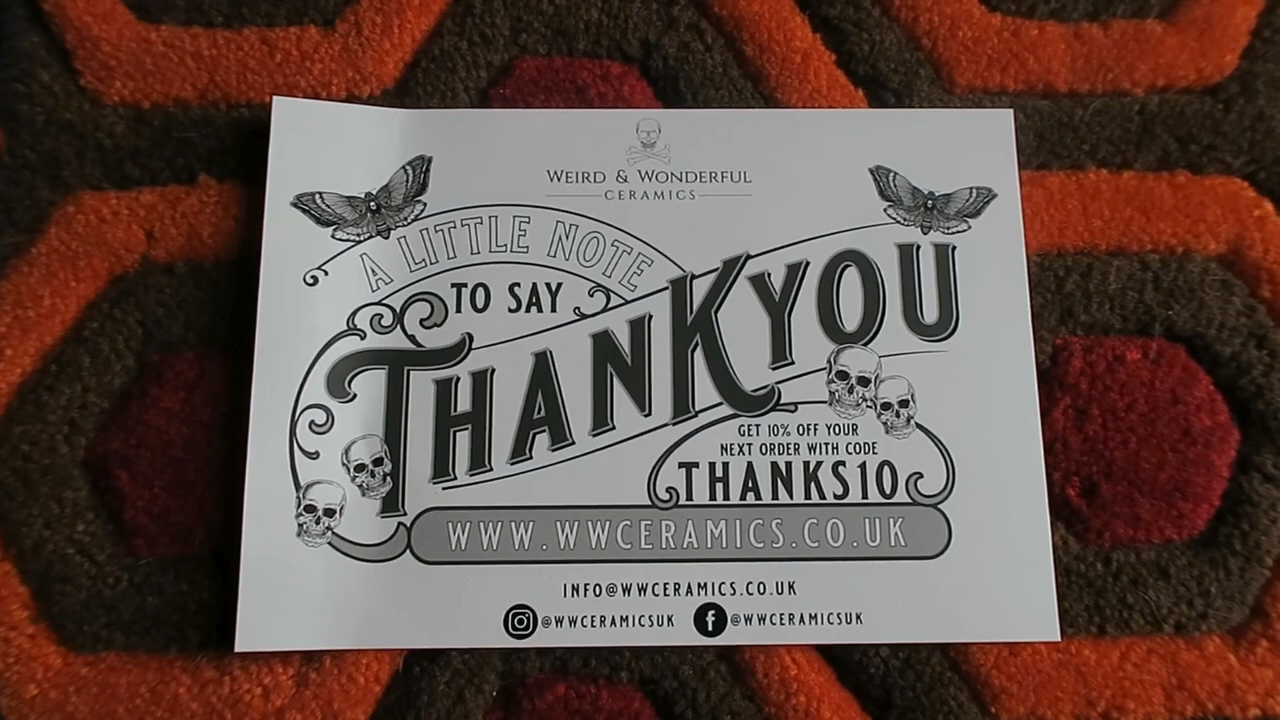 WEIRD & WONDERFUL
CERAMICS
A LITTLE NOTE
TO SAY
THANKYOU
GET 10% OFF YOUR
NEXT ORDER WITH CODE
THANKS10
WWW.WWCERAMICS.CO.UK
INFO@WWCERAMICS.CO.UK
@WWCERAMICSUK @WWCERAMICSUK